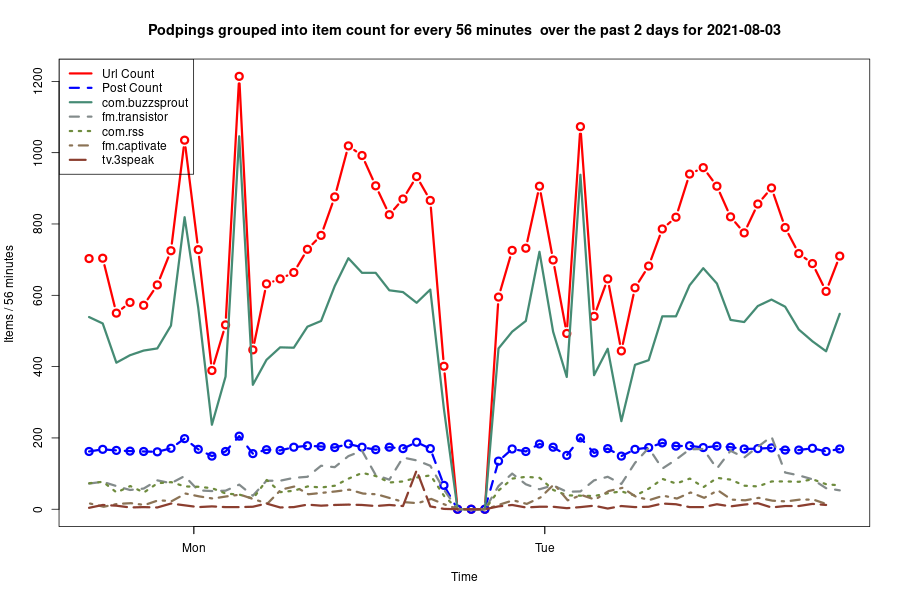 Podpings grouped into item count for every 56 minutes  over the past 2 days for 2021-08-03
Url Count
Post Count
com.buzzsprout
fm.transistor
com.rss
fm.captivate
tv.3speak
1200
1000
800
600
400
200
0
Items / 56 minutes
Mon
Tue
Time